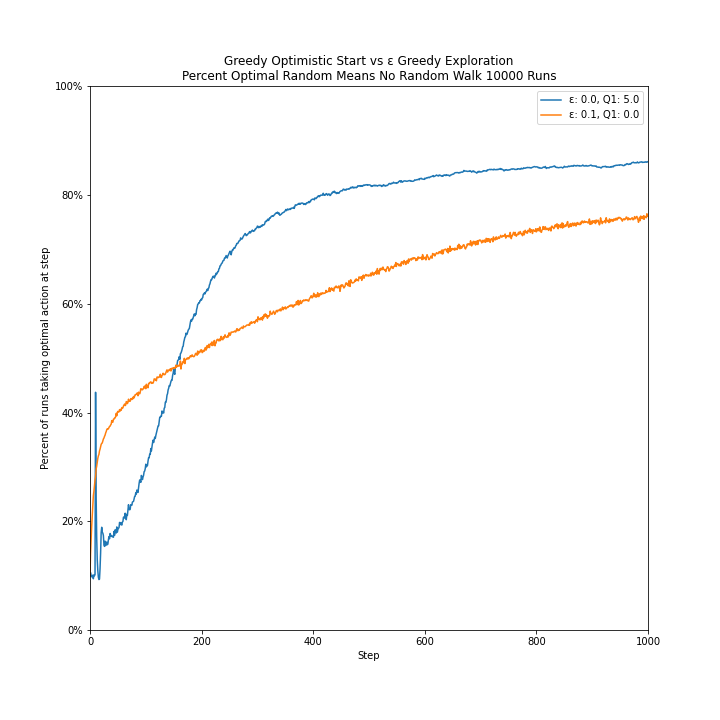 Greedy Optimistic Start vs ε Greedy Exploration
Percent Optimal Random Means No Random Walk 10000 Runs
100%
80%
60%
40%
20%
0%
Percent of runs taking optimal action at step
ε: 0.0, Q1: 5.0
ε: 0.1, Q1: 0.0
0
200
400
600
800
1000
Step